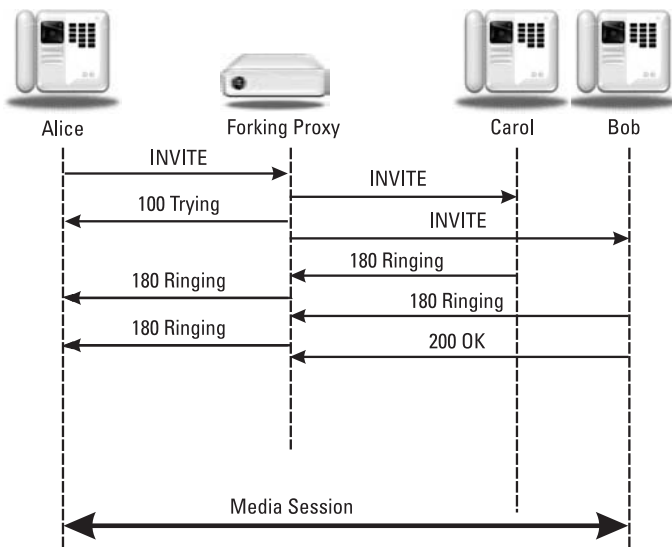 Alice
Forking Proxy
Carol
Bob
INVITE
INVITE
100 Trying
INVITE
180 Ringing
180 Ringing
180 Ringing
180 Ringing
200 OK
Media Session